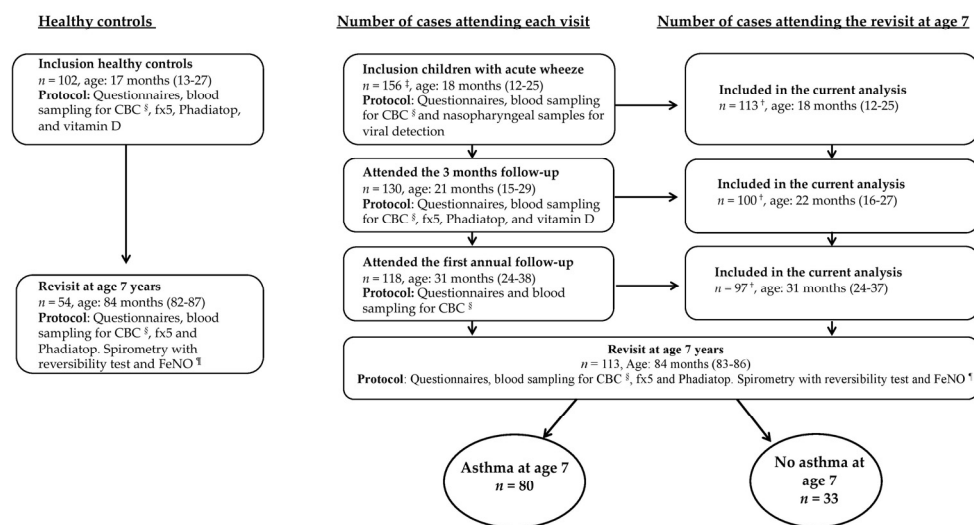 Healthy controls
Inclusion healthy controls
n = 102, age: 17 months (13-27)
Protocol: Questionnaires, blood
sampling for CBC §, fx5, Phadiatop,
and vitamin D
Revisit at age 7 years
n = 54, age: 84 months (82-87)
Protocol: Questionnaires, blood
sampling for CBC §, fx5 and
Phadiatop. Spirometry with
reversibility test and FeNO ¶
Number of cases attending each visit
Inclusion children with acute wheeze
n = 156 ‡, age: 18 months (12-25)
Protocol: Questionnaires, blood sampling
for CBC § and nasopharyngeal samples for
viral detection
Attended the 3 months follow-up
n = 130, age: 21 months (15-29)
Protocol: Questionnaires, blood sampling
for CBC §, fx5, Phadiatop, and vitamin D
Attended the first annual follow-up
n = 118, age: 31 months (24-38)
Protocol: Questionnaires and blood
sampling for CBC §
Number of cases attending the revisit at age 7
Included in the current analysis
n = 113 †, age: 18 months (12-25)
Included in the current analysis
n = 100 †, age: 22 months (16-27)
Included in the current analysis
n = 97 †, age: 31 months (24-37)
Revisit at age 7 years
n = 113, Age: 84 months (83-86)
Protocol: Questionnaires, blood sampling for CBC §, fx5 and Phadiatop. Spirometry with reversibility test and FeNO ¶
Asthma at age 7
n = 80
No asthma at
age 7
n = 33